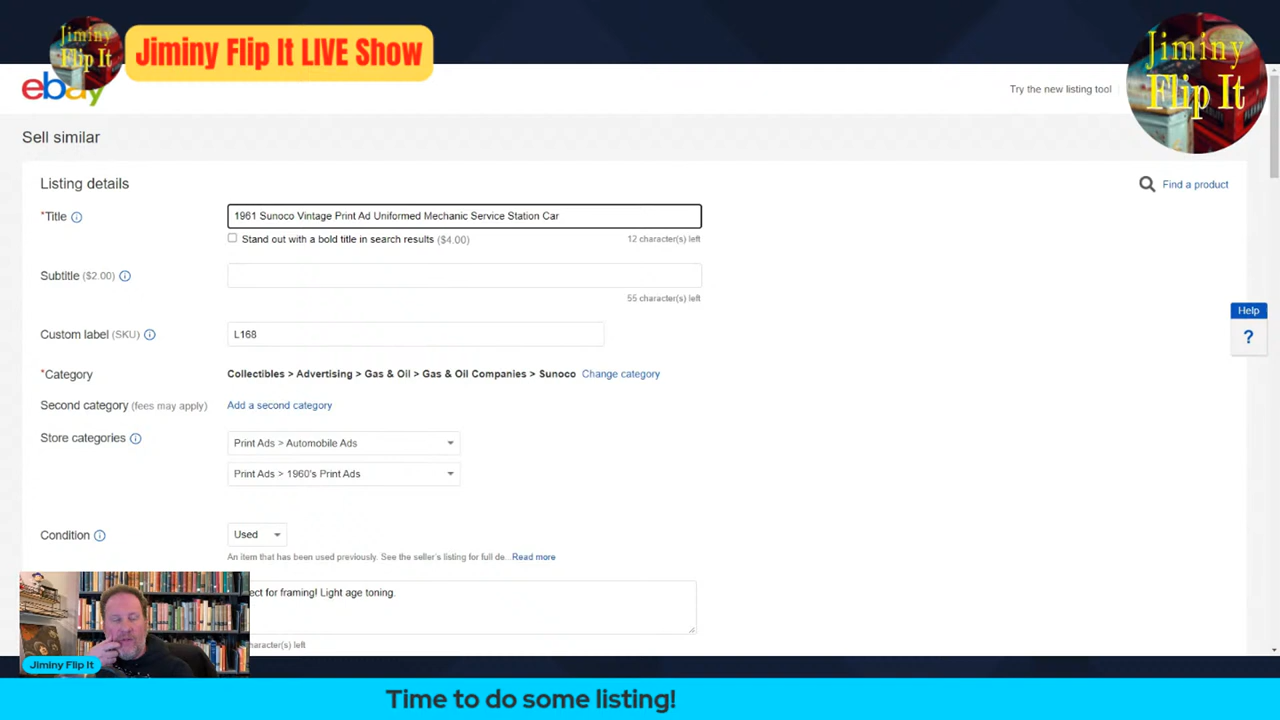 Jiminy
Flip It
Jiminy Flip It LIVE Show
Jiminy
Flip It
ebay
Try the new listing tool
Sell similar
Listing details
Find a product
*Title
1961 Sunoco Vintage Print Ad Uniformed Mechanic Service Station Car
Stand out with a bold title in search results ($4.00)
12 character(s) left
Subtitle ($2.00)
55 character(s) left
Custom label (SKU)
L168
Help
?
*Category
Collectibles > Advertising > Gas & Oil > Gas & Oil Companies > Sunoco Change category
Second category (fees may apply)
Add a second category
Store categories
Print Ads > Automobile Ads
Print Ads > 1960's Print Ads
Condition
Used
An item that has been used previously. See the seller's listing for full de... Read more
ect for framing! Light age toning.
haracter(s) left
Jiminy Flip It
Time to do some listing!